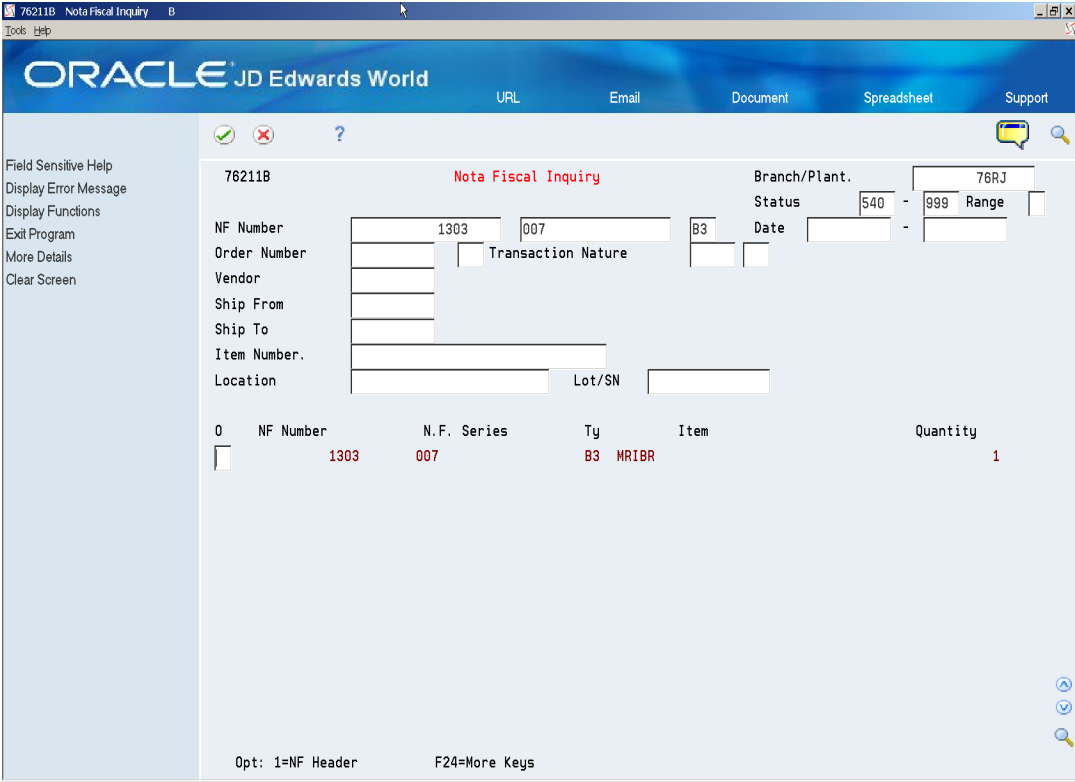 76211B Nota Fiscal Inquiry B
Tools Help
ORACLE JD Edwards World
URL Email Document Spreadsheet Support
?
Field Sensitive Help
Display Error Message
Display Functions
Exit Program
More Details
Clear Screen
76211B Nota Fiscal Inquiry Branch/Plant. 76RJ
Status 540 - 999 Range
NF Number 1303 007 B3 Date -
Order Number Transaction Nature
Vendor
Ship From
Ship To
Item Number.
Location Lot/SN
O NF Number N.F. Series Ty Item Quantity
1303 007 B3 MRIBR 1
Opt: 1=NF Header F24=More Keys